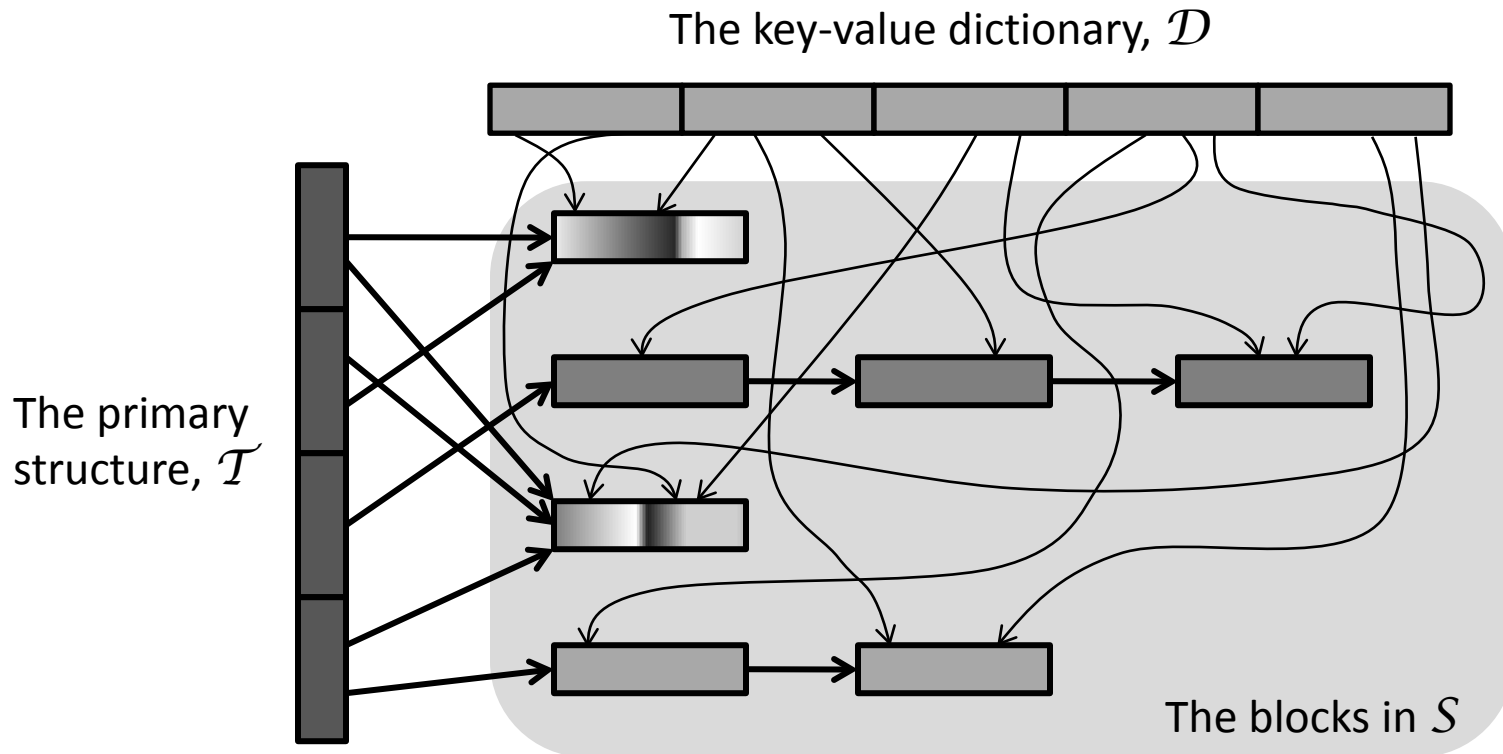 The key-value dictionary, 𝒟
The primary
structure, 𝒯
The blocks in 𝒮